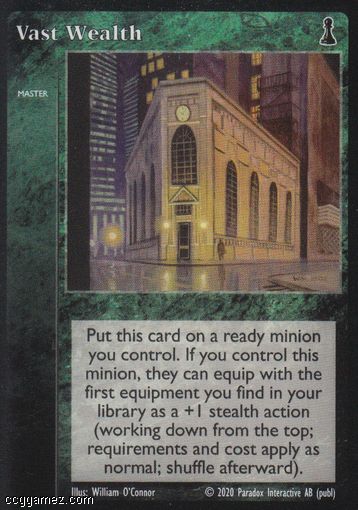 Vast Wealth
MASTER
Put this card on a ready minion
you control. If you control this
minion, they can equip with the
first equipment you find in your
library as a +1 stealth action
(working down from the top;
requirements and cost apply as
normal; shuffle afterward).
Illus: William O'Connor © 2020 Paradox Interactive AB (publ)
ccggamez.com